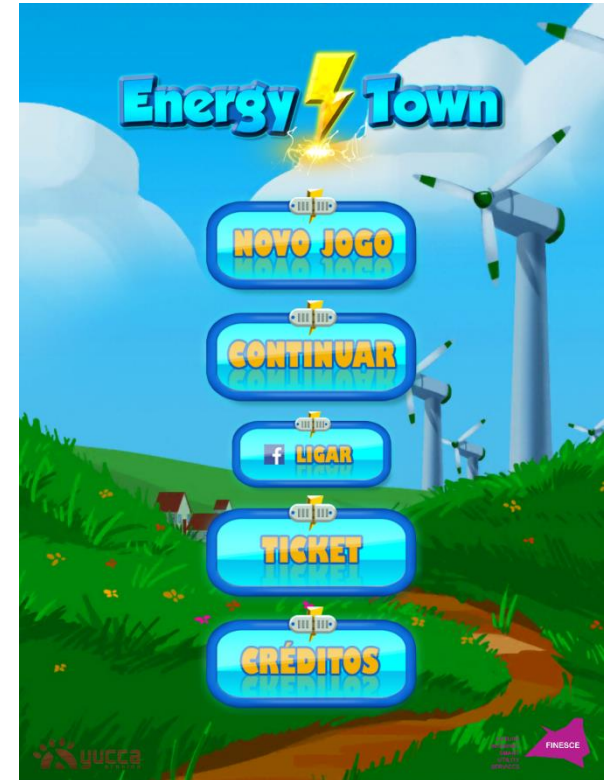 Energy Town
NOVO JOGO
CONTINUAR
f LIGAR
TICKET
CRÉDITOS
yucca
FINESCE